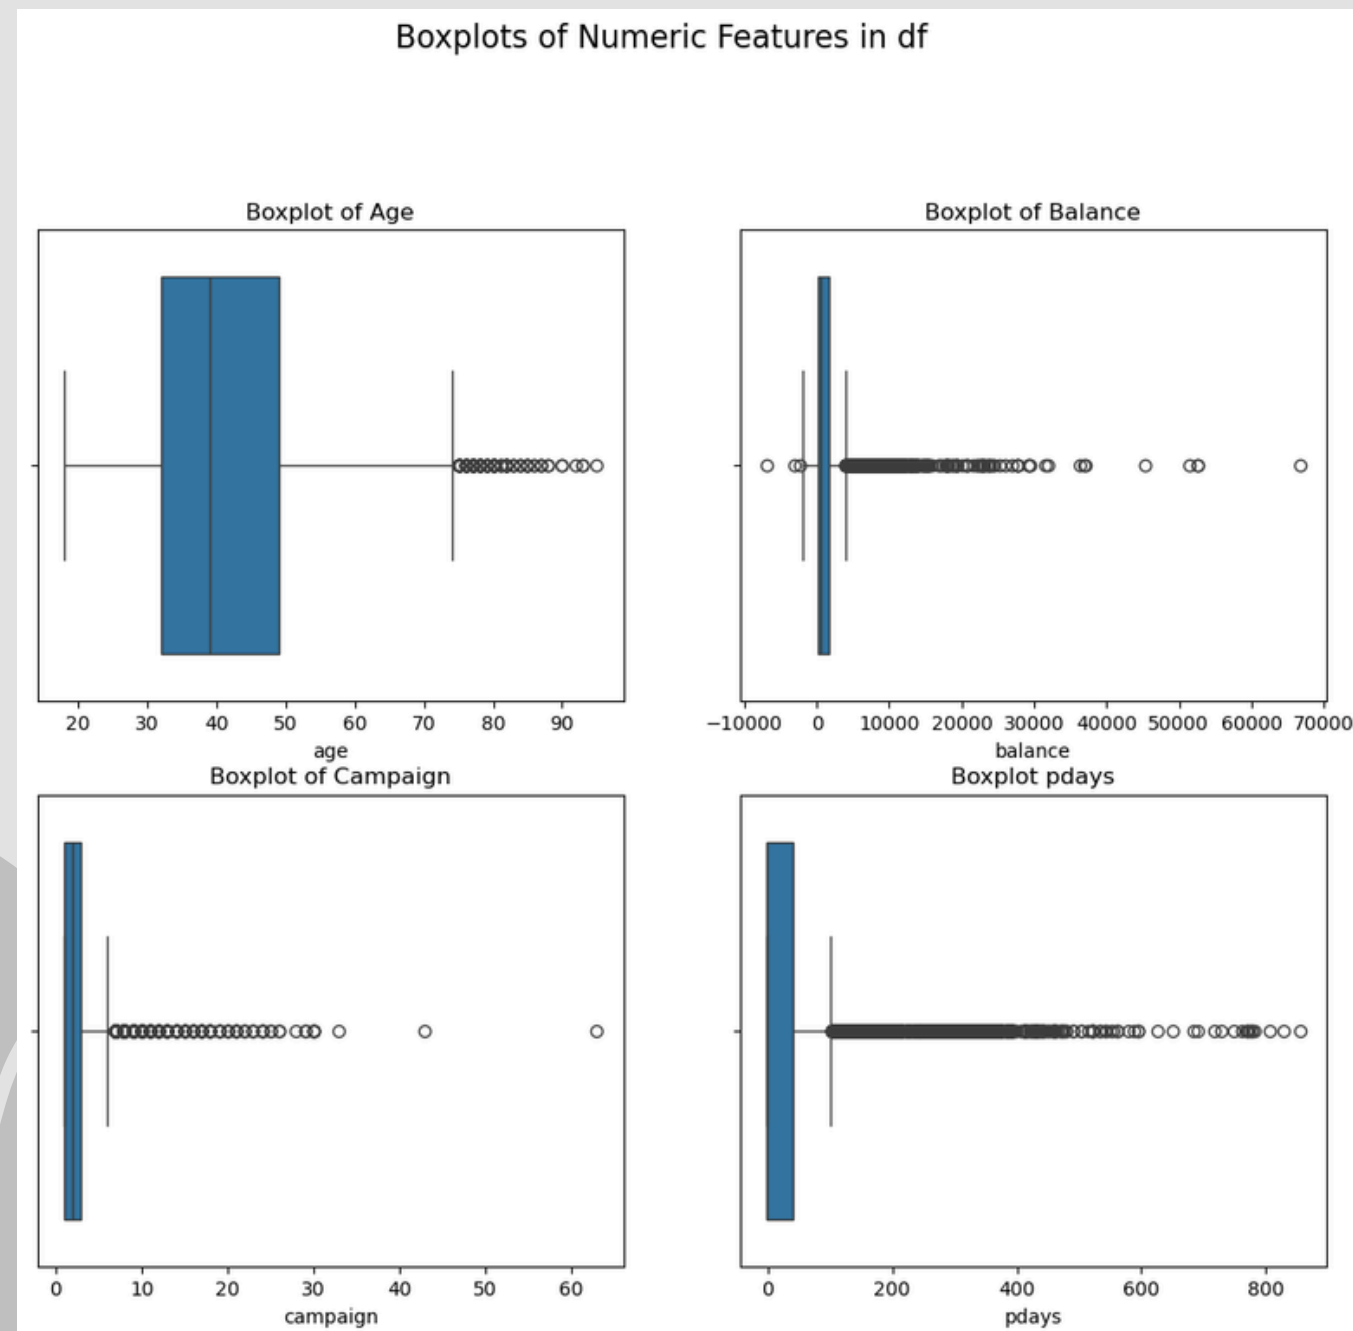 Boxplots of Numeric Features in df
Boxplot of Age
20 30 40 50 60 70 80 90
age
Boxplot of Balance
−10000 0 10000 20000 30000 40000 50000 60000 70000
balance
Boxplot of Campaign
0 10 20 30 40 50 60
campaign
Boxplot pdays
0 200 400 600 800
pdays